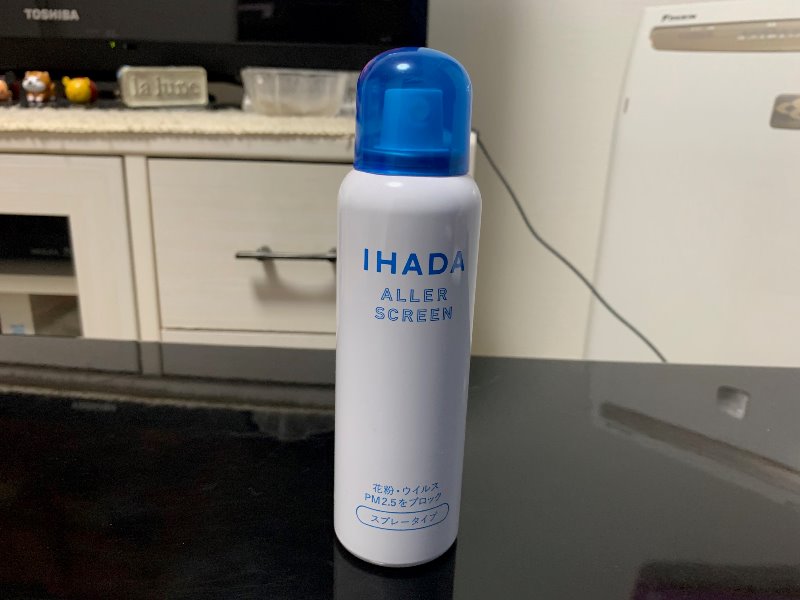 TOSHIBA
la lune
DAIKIN
IHADA
ALLER
SCREEN
花粉・ウイルス
PM2.5をブロック
スプレータイプ